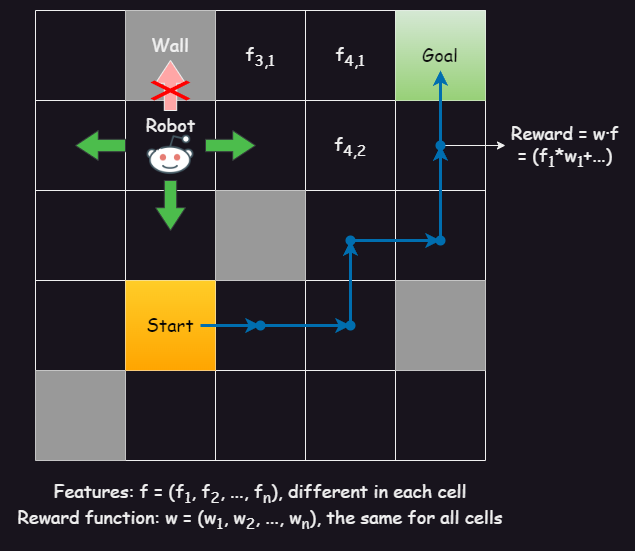 Wall
f3,1
f4,1
Goal
Robot
f4,2
Reward = w·f
= (f1*w1+...)
Start
Features: f = (f1, f2, ..., fn), different in each cell
Reward function: w = (w1, w2, ..., wn), the same for all cells